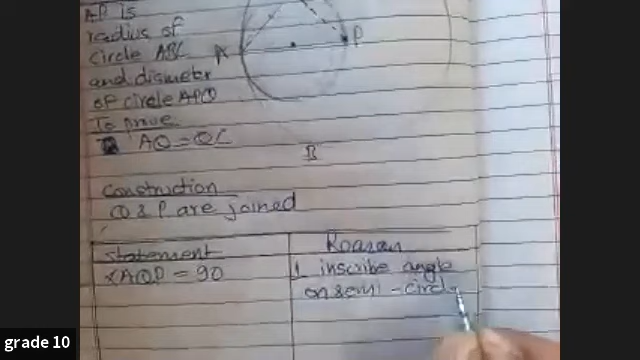 AP is
radius of
circle ABC
and diameter
of circle APQ
To prove
AQ = QC
A
P
B
Construction
Q & P are joined
Statement
Reason
∠AQP = 90
1 inscribe angle
on semi - circle
grade 10